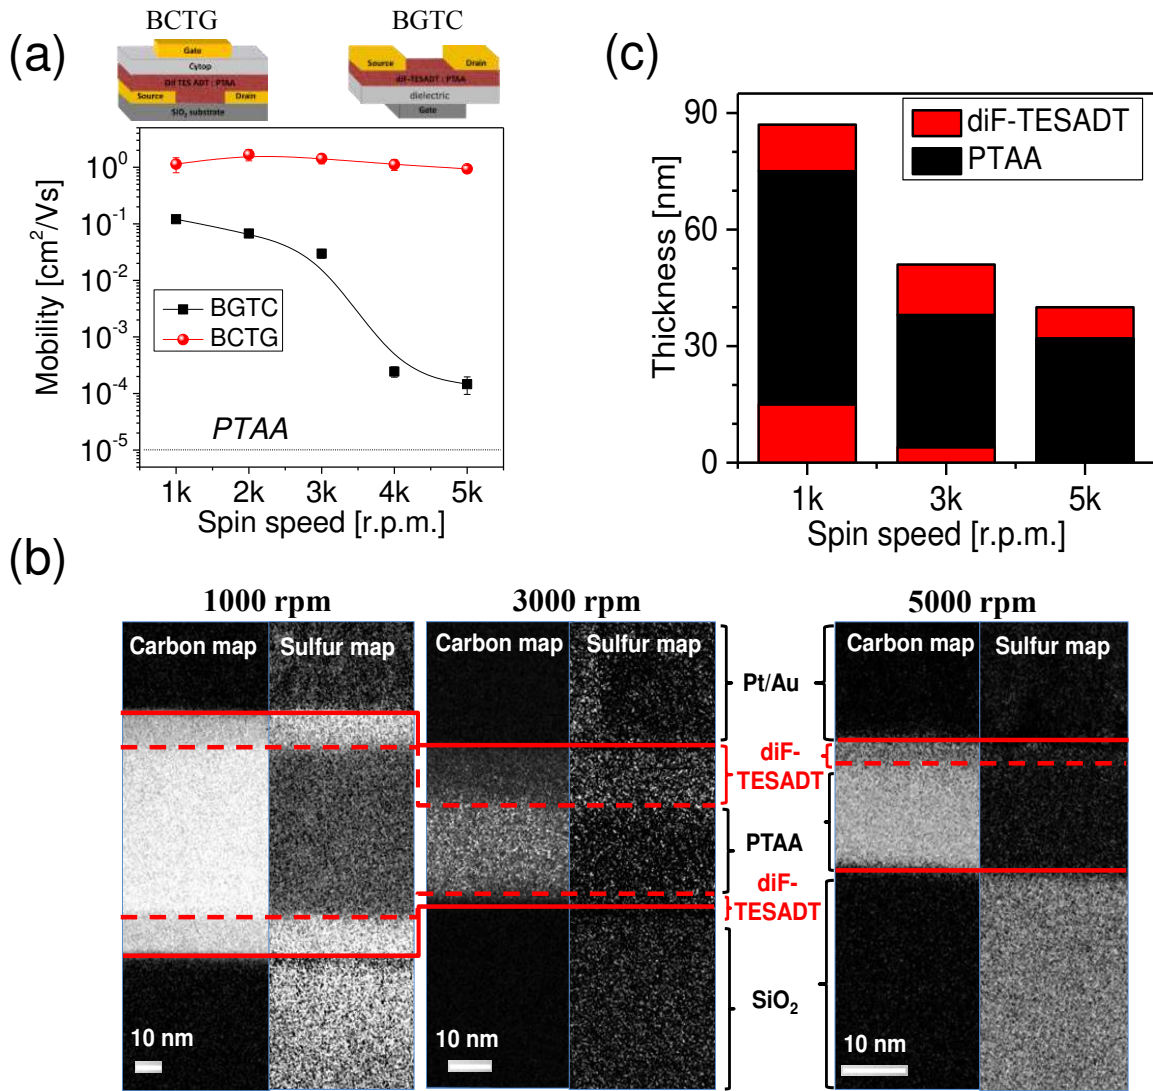 (a)
BCTG
Gate
Cytop
Dif TES ADT : PTAA
Source Drain
SiO₂ substrate
BGTC
Source Drain
diF-TESADT : PTAA
dielectric
Gate
Mobility [cm²/Vs]
10⁰
10⁻¹
10⁻²
10⁻³
10⁻⁴
10⁻⁵
BGTC
BCTG
PTAA
1k 2k 3k 4k 5k
Spin speed [r.p.m.]
(c)
Thickness [nm]
90
60
30
0
diF-TESADT
PTAA
1k 3k 5k
Spin speed [r.p.m.]
(b)
1000 rpm
Carbon map Sulfur map
10 nm
3000 rpm
Carbon map Sulfur map
10 nm
Pt/Au
diF-
TESADT
PTAA
diF-
TESADT
SiO₂
5000 rpm
Carbon map Sulfur map
10 nm